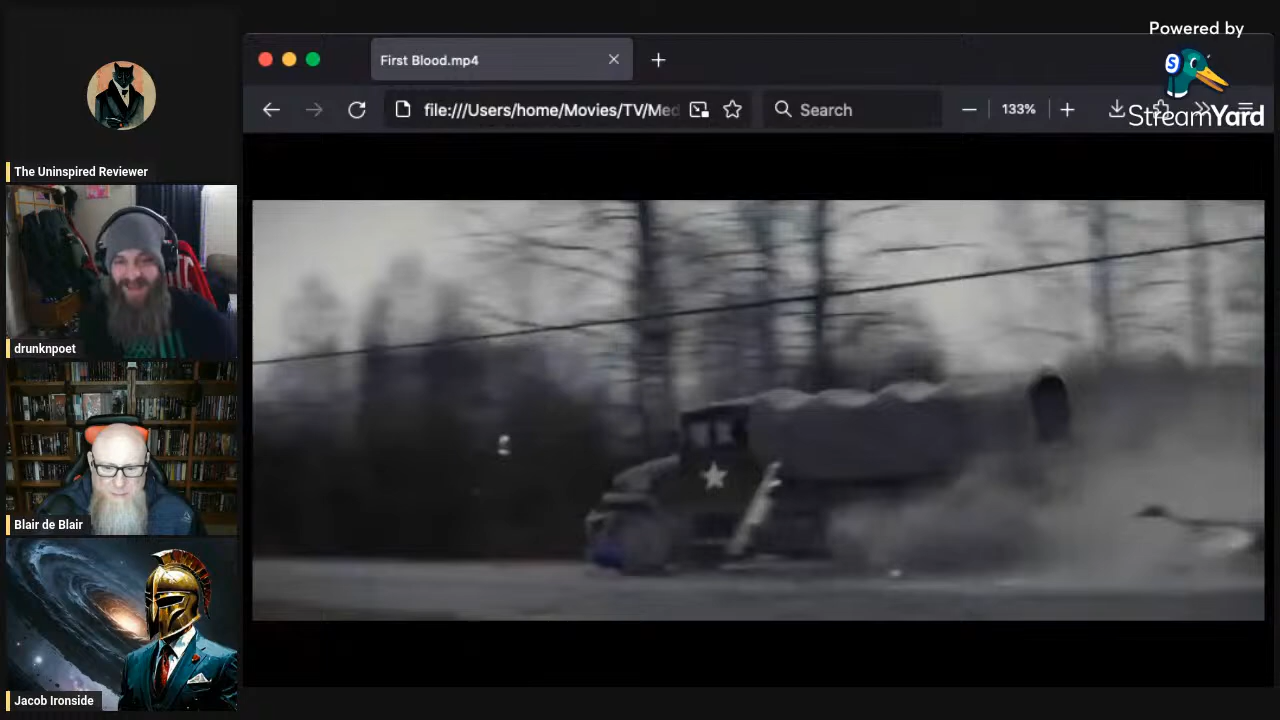 Powered by
StreamYard
First Blood.mp4
file:///Users/home/Movies/TV/Med
Search
133%
The Uninspired Reviewer
drunknpoet
Blair de Blair
Jacob Ironside